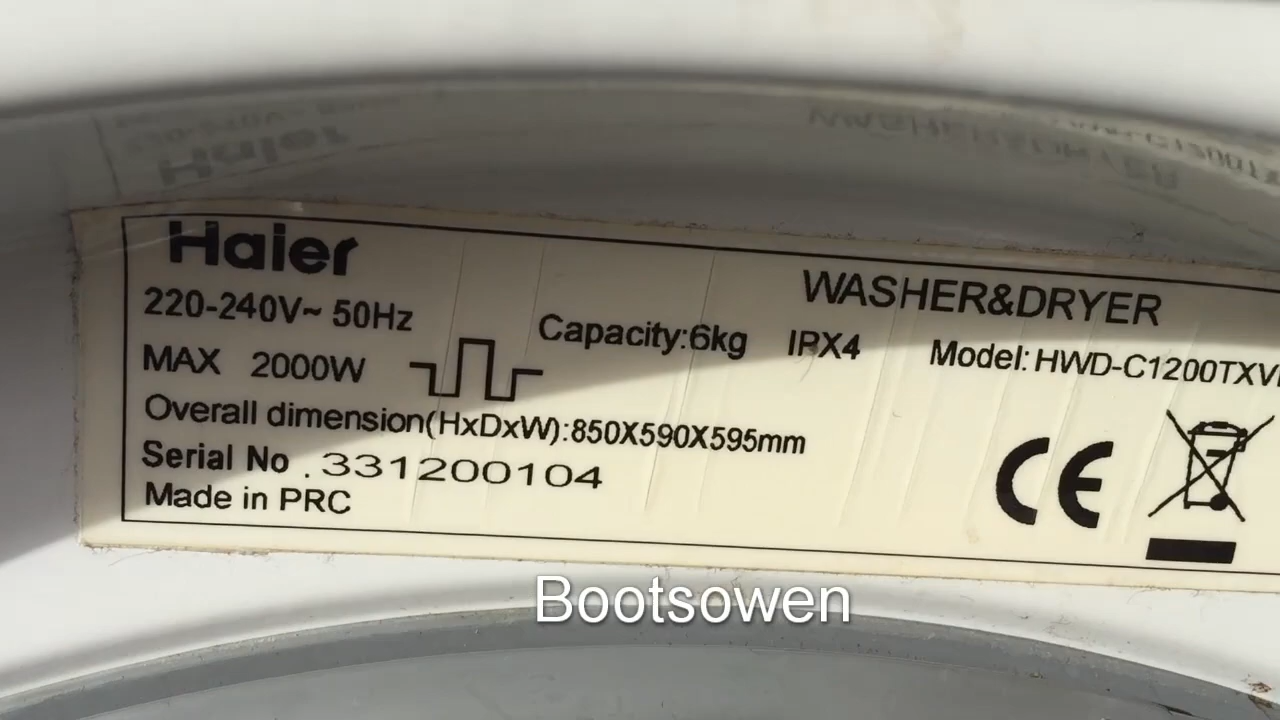 Haier
WASHER&DRYER
220-240V~ 50Hz
Capacity:6kg IPX4
Model: HWD-C1200TXV
MAX 2000W
Overall dimension(HxDxW):850X590X595mm
Serial No .331200104
Made in PRC
CE
Bootsowen